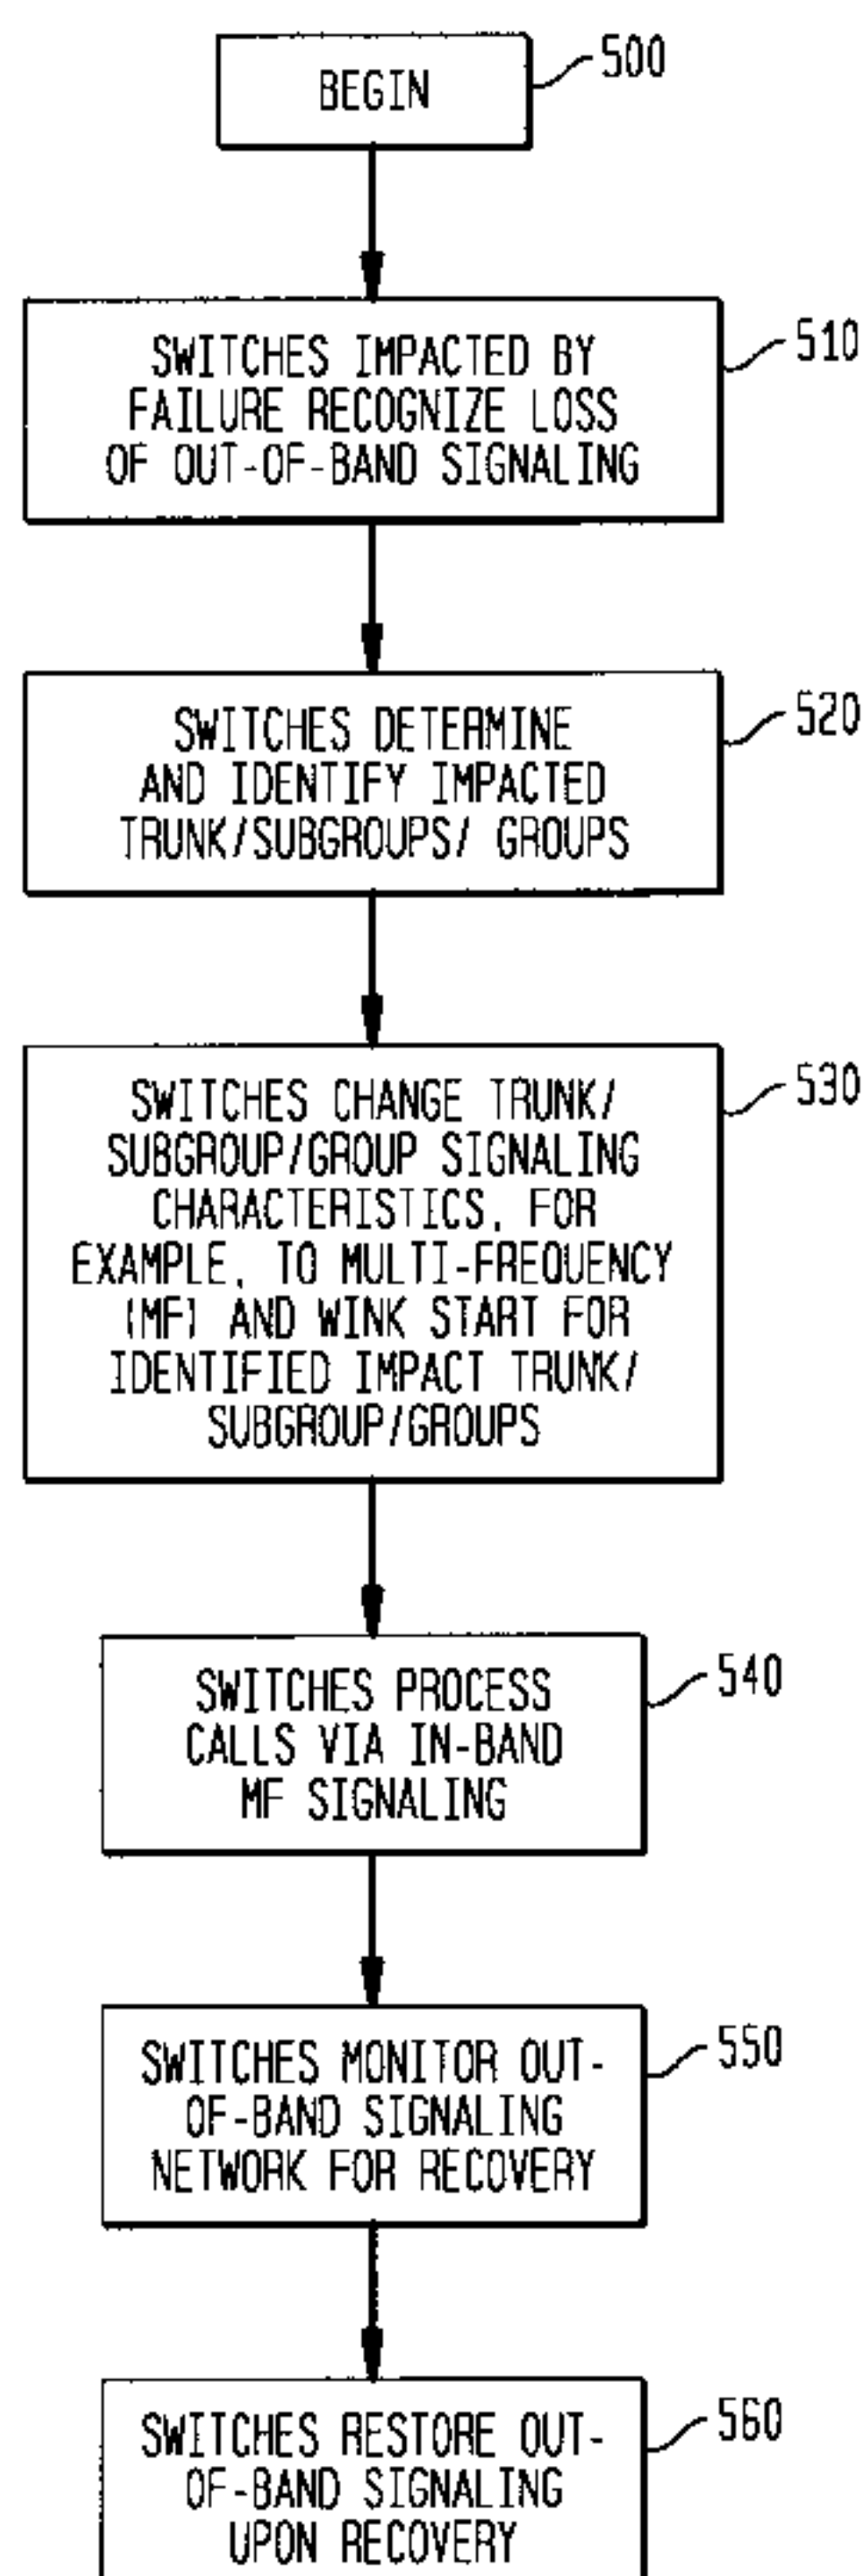 BEGIN
500
SWITCHES IMPACTED BY
FAILURE RECOGNIZE LOSS
OF OUT-OF-BAND SIGNALING
510
SWITCHES DETERMINE
AND IDENTIFY IMPACTED
TRUNK/SUBGROUPS/ GROUPS
520
SWITCHES CHANGE TRUNK/
SUBGROUP/GROUP SIGNALING
CHARACTERISTICS, FOR
EXAMPLE, TO MULTI-FREQUENCY
(MF) AND WINK START FOR
IDENTIFIED IMPACT TRUNK/
SUBGROUP/GROUPS
530
SWITCHES PROCESS
CALLS VIA IN-BAND
MF SIGNALING
540
SWITCHES MONITOR OUT-
OF-BAND SIGNALING
NETWORK FOR RECOVERY
550
SWITCHES RESTORE OUT-
OF-BAND SIGNALING
UPON RECOVERY
560